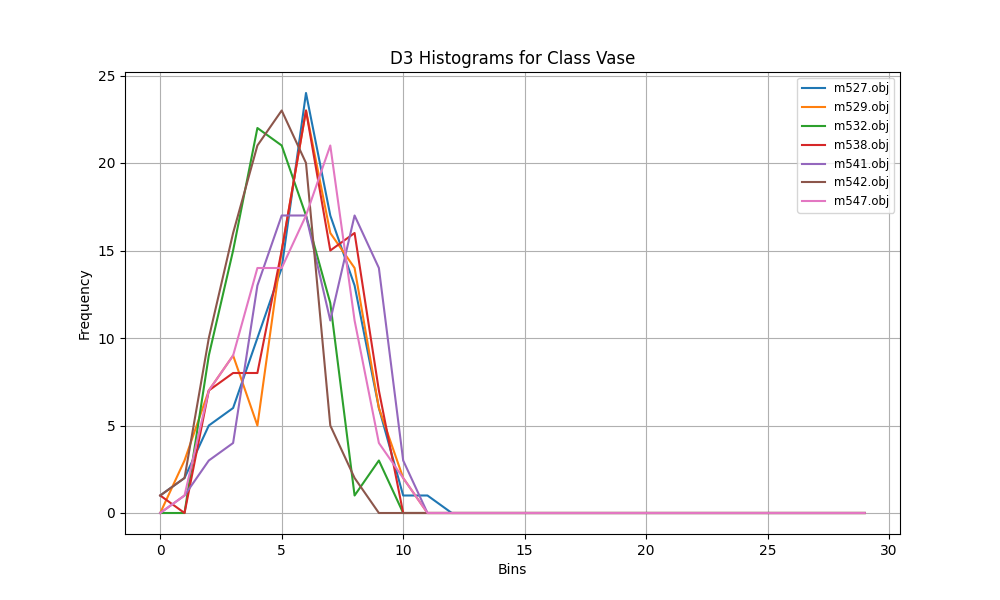 D3 Histograms for Class Vase
25
20
15
10
5
0
Frequency
0 5 10 15 20 25 30
Bins
m527.obj
m529.obj
m532.obj
m538.obj
m541.obj
m542.obj
m547.obj